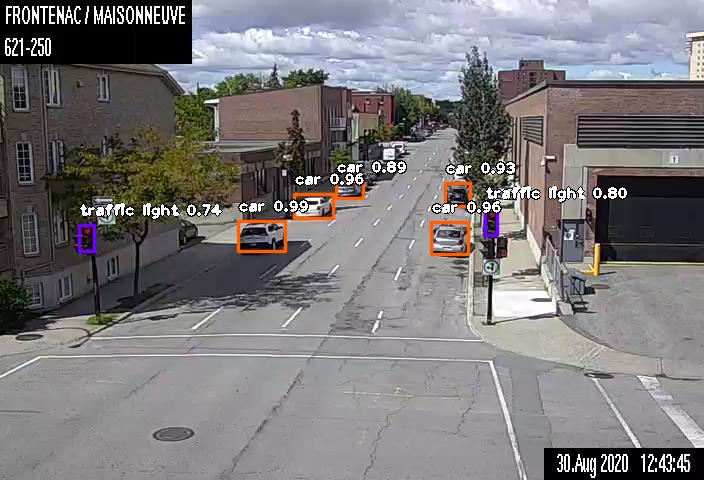 FRONTENAC / MAISONNEUVE
621-250
car 0.89
car 0.96
car 0.93
traffic light 0.80
car 0.99
car 0.96
traffic light 0.74
1
30.Aug 2020 12:43:45